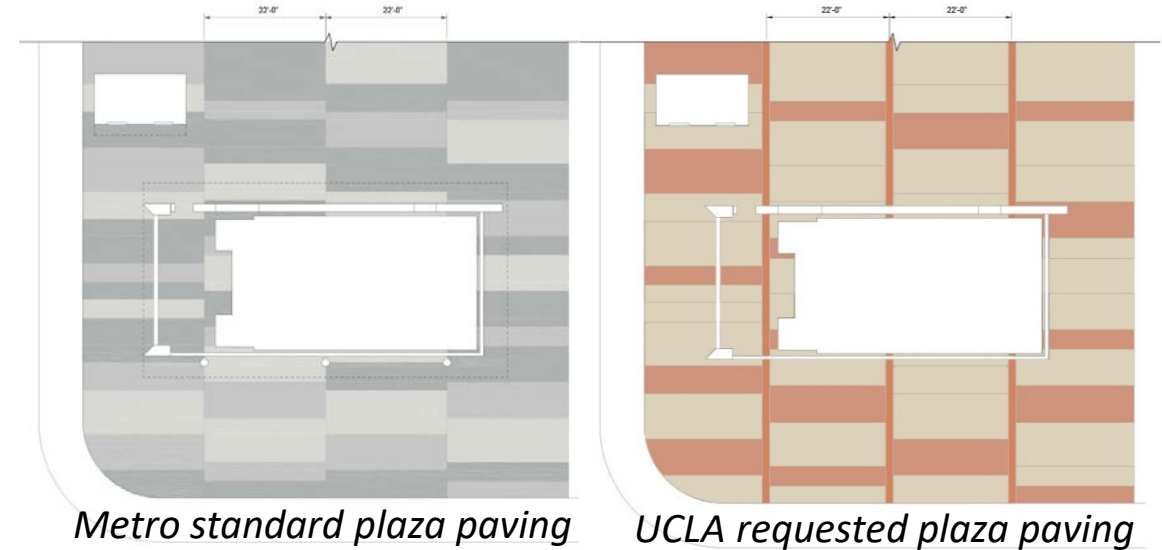 22'-0" 22'-0" 22'-0" 22'-0"
Metro standard plaza paving
UCLA requested plaza paving